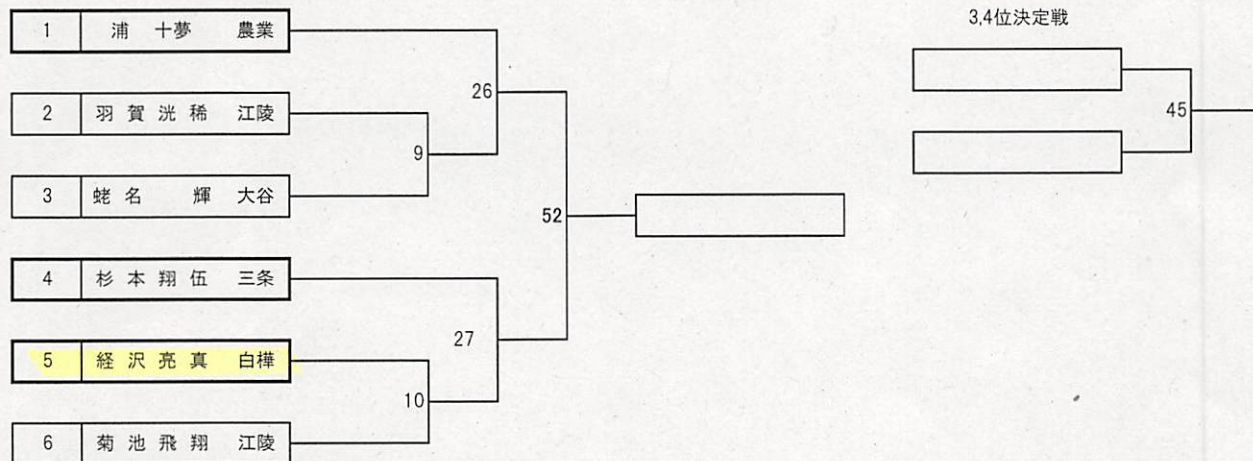 3,4位決定戦
1 浦 十夢 農業
26
2 羽賀洸稀 江陵
45
9
3 蛯名 輝 大谷
52
4 杉本翔伍 三条
27
5 経沢亮真 白樺
10
6 菊池飛翔 江陵